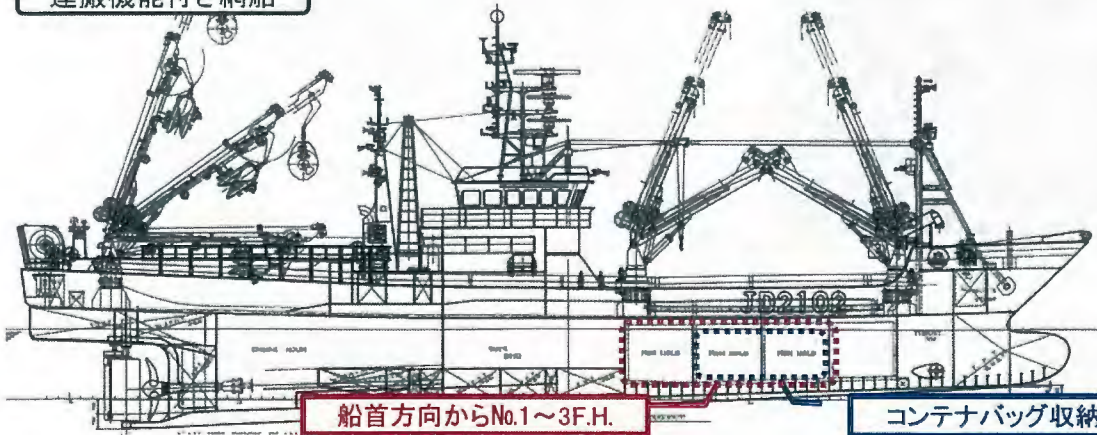 運搬機能付き網船
JD2102
FISH HOLD FISH HOLD FISH HOLD
船首方向からNo.1～3F.H.
コンテナバッグ収納